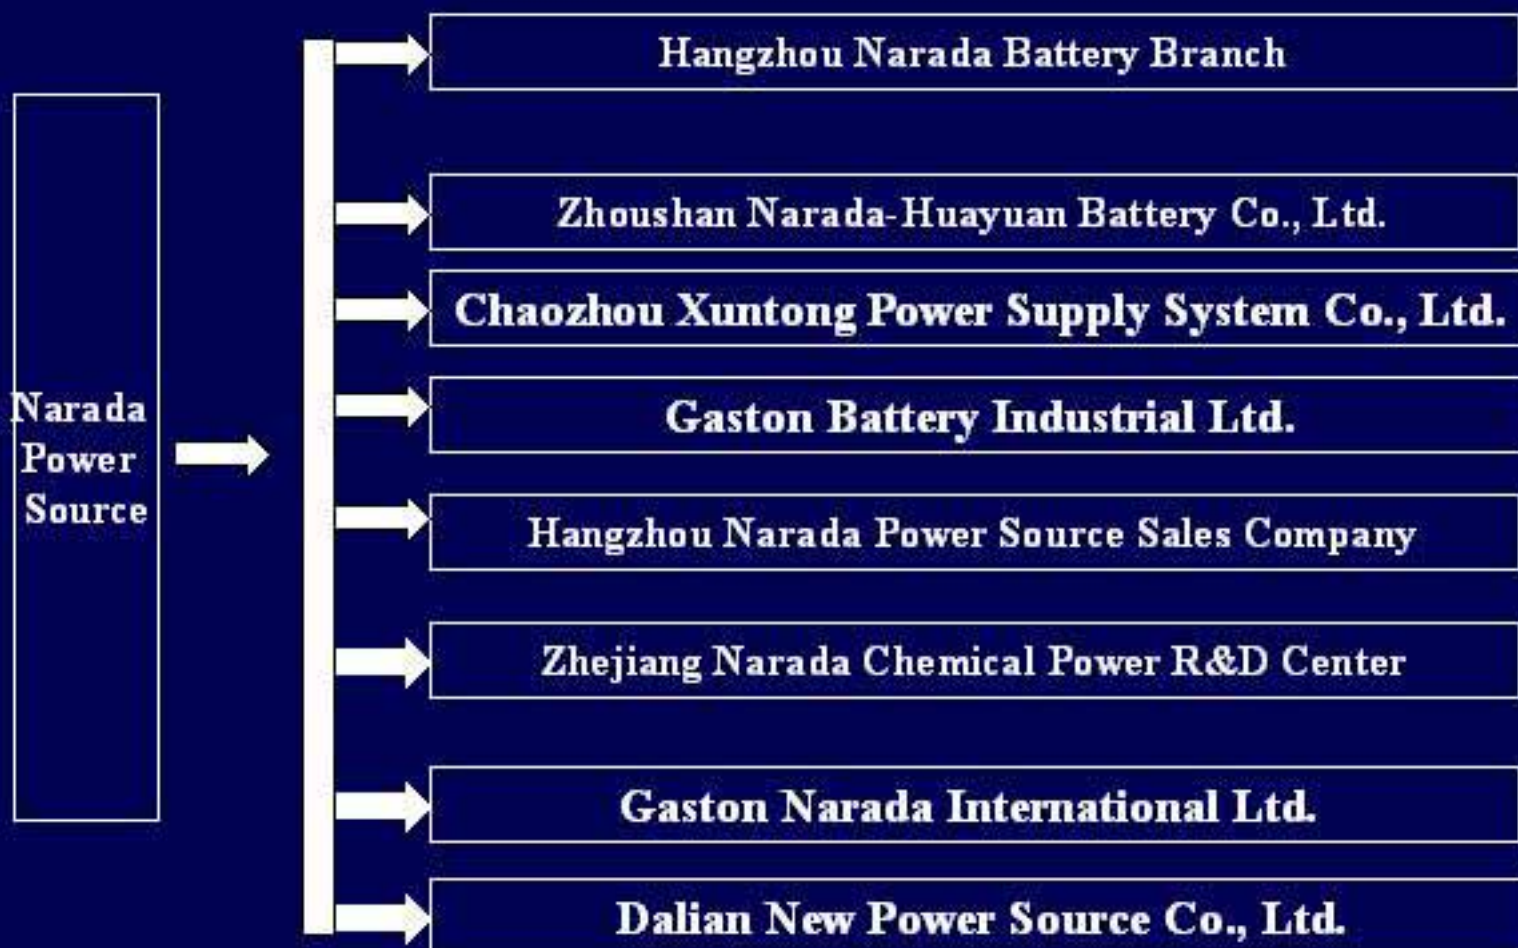 Narada
Power
Source
Hangzhou Narada Battery Branch
Zhoushan Narada-Huayuan Battery Co., Ltd.
Chaozhou Xuntong Power Supply System Co., Ltd.
Gaston Battery Industrial Ltd.
Hangzhou Narada Power Source Sales Company
Zhejiang Narada Chemical Power R&D Center
Gaston Narada International Ltd.
Dalian New Power Source Co., Ltd.